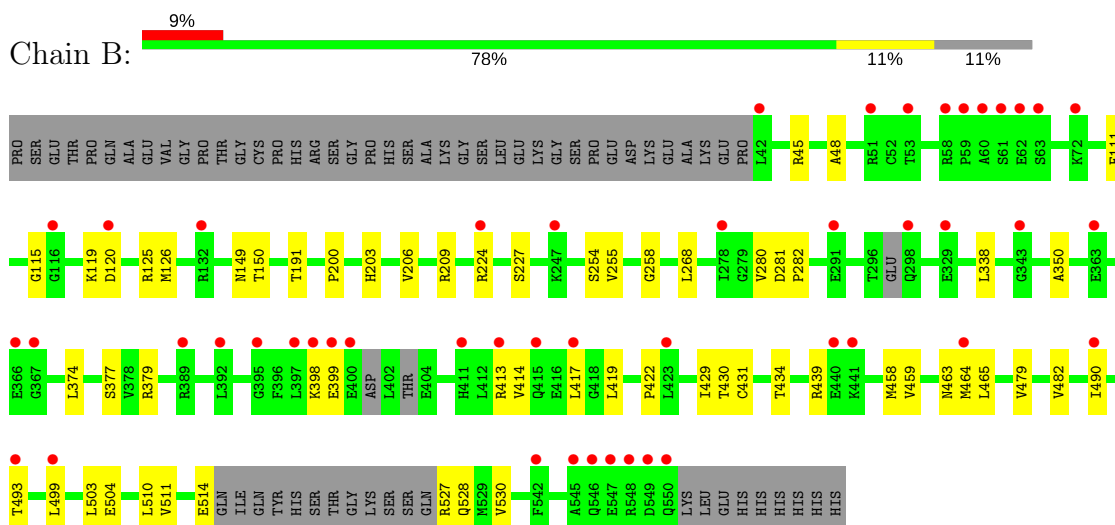 9%
Chain B:
78% 11% 11%
PRO SER GLU THR PRO GLN ALA GLU VAL GLY PRO THR GLY CYS PRO HIS ARG SER GLY PRO HIS SER ALA LYS GLY SER LEU GLU GLU LYS GLY SER PRO GLU ASP LYS GLU ALA LYS GLU PRO L42 R45 A48 R51 C52 T53 R58 P59 A60 S61 E62 S63 K72 E111
G115 G116 K119 D120 R125 M126 R132 N149 T150 T191 P200 H203 V206 R209 R224 S227 K247 S254 V255 G258 L268 I278 G279 V280 D281 P282 E291 T296 GLU Q298 E329 L338 G343 A350 E363
E366 G367 L374 S377 V378 R379 R389 L392 G395 F396 L397 K398 E399 E400 ASP L402 THR E404 H411 L412 R413 V414 Q415 E416 L417 G418 L419 P422 L423 I429 T430 C431 T434 R439 E440 K441 M458 V459 N463 M464 L465 V479 V482 I490
T493 L499 L503 E504 L510 V511 E514 GLN ILE GLN TYR HIS SER THR GLY LYS SER SER GLN R527 Q528 M529 V530 F542 A545 Q546 E547 R548 D549 Q550 LYS LEU GLU HIS HIS HIS HIS HIS HIS